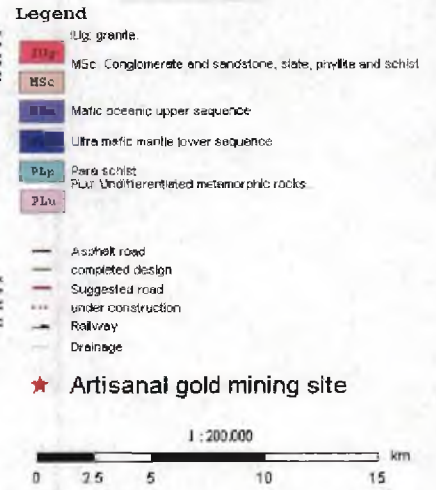 Legend
IUg: granite.
IUg
MSc: Conglomerate and sandstone, slate, phyllite and schist
MSc
Mafic oceanic upper sequence
Ultra mafic mantle lower sequence
PLp
Para schist
PLu: Undifferentiated metamorphic rocks
PLu
Asphalt road
completed design
Suggested road
under construction
Railway
Drainage
Artisanal gold mining site
1 : 200.000
km
0 2.5 5 10 15